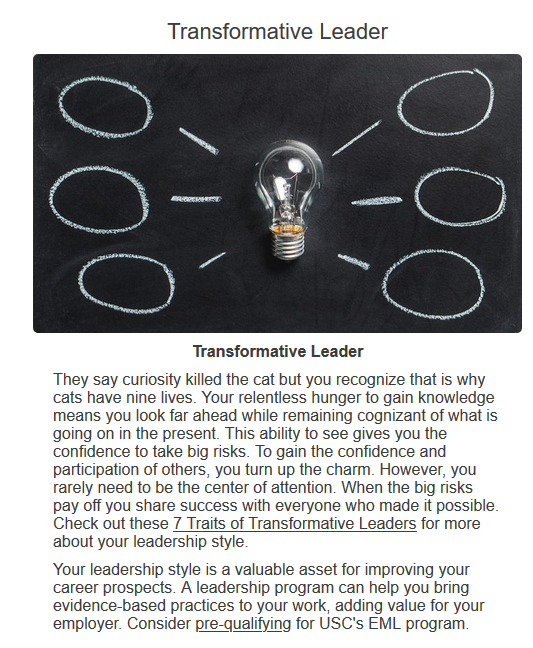 Transformative Leader
Transformative Leader
They say curiosity killed the cat but you recognize that is why
cats have nine lives. Your relentless hunger to gain knowledge
means you look far ahead while remaining cognizant of what is
going on in the present. This ability to see gives you the
confidence to take big risks. To gain the confidence and
participation of others, you turn up the charm. However, you
rarely need to be the center of attention. When the big risks
pay off you share success with everyone who made it possible.
Check out these 7 Traits of Transformative Leaders for more
about your leadership style.
Your leadership style is a valuable asset for improving your
career prospects. A leadership program can help you bring
evidence-based practices to your work, adding value for your
employer. Consider pre-qualifying for USC's EML program.